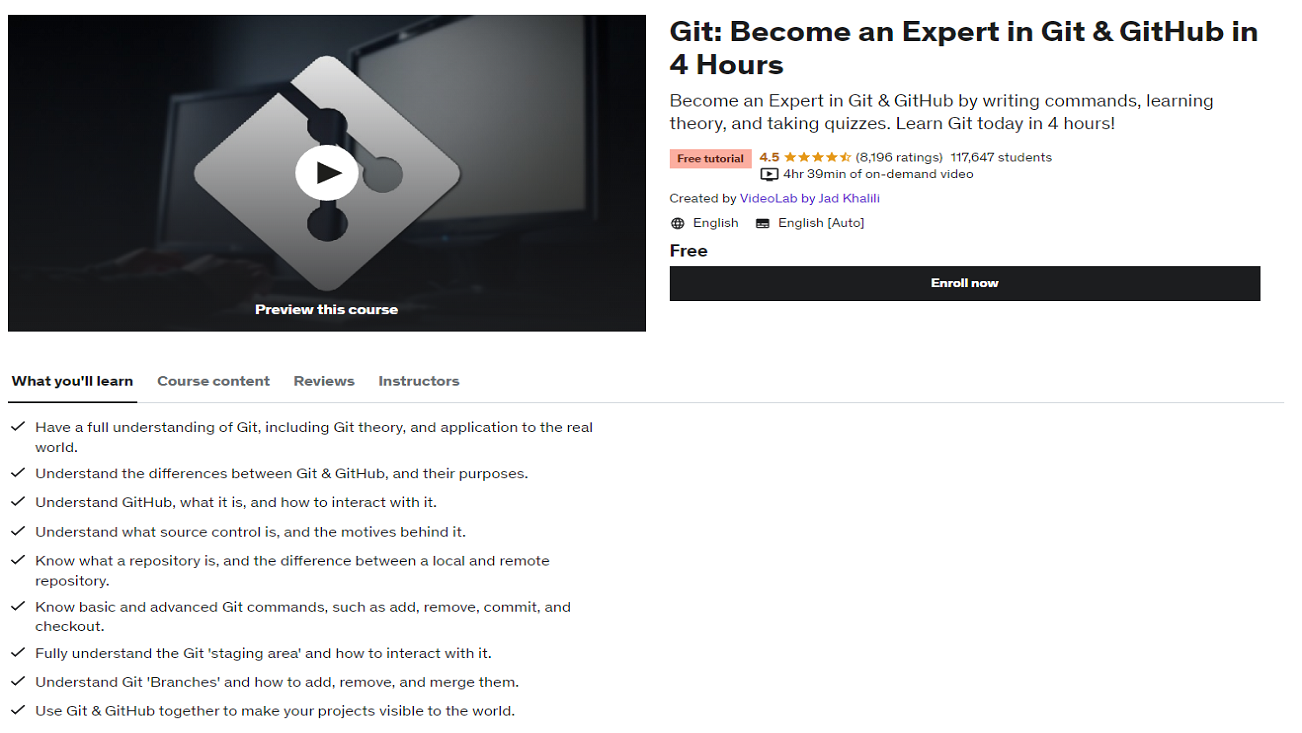 Git: Become an Expert in Git & GitHub in
4 Hours
Become an Expert in Git & GitHub by writing commands, learning
theory, and taking quizzes. Learn Git today in 4 hours!
Free tutorial 4.5 (8,196 ratings) 117,647 students
4hr 39min of on-demand video
Created by VideoLab by Jad Khalili
English English [Auto]
Free
Enroll now
Preview this course
What you'll learn Course content Reviews Instructors
Have a full understanding of Git, including Git theory, and application to the real
world.
Understand the differences between Git & GitHub, and their purposes.
Understand GitHub, what it is, and how to interact with it.
Understand what source control is, and the motives behind it.
Know what a repository is, and the difference between a local and remote
repository.
Know basic and advanced Git commands, such as add, remove, commit, and
checkout.
Fully understand the Git 'staging area' and how to interact with it.
Understand Git 'Branches' and how to add, remove, and merge them.
Use Git & GitHub together to make your projects visible to the world.